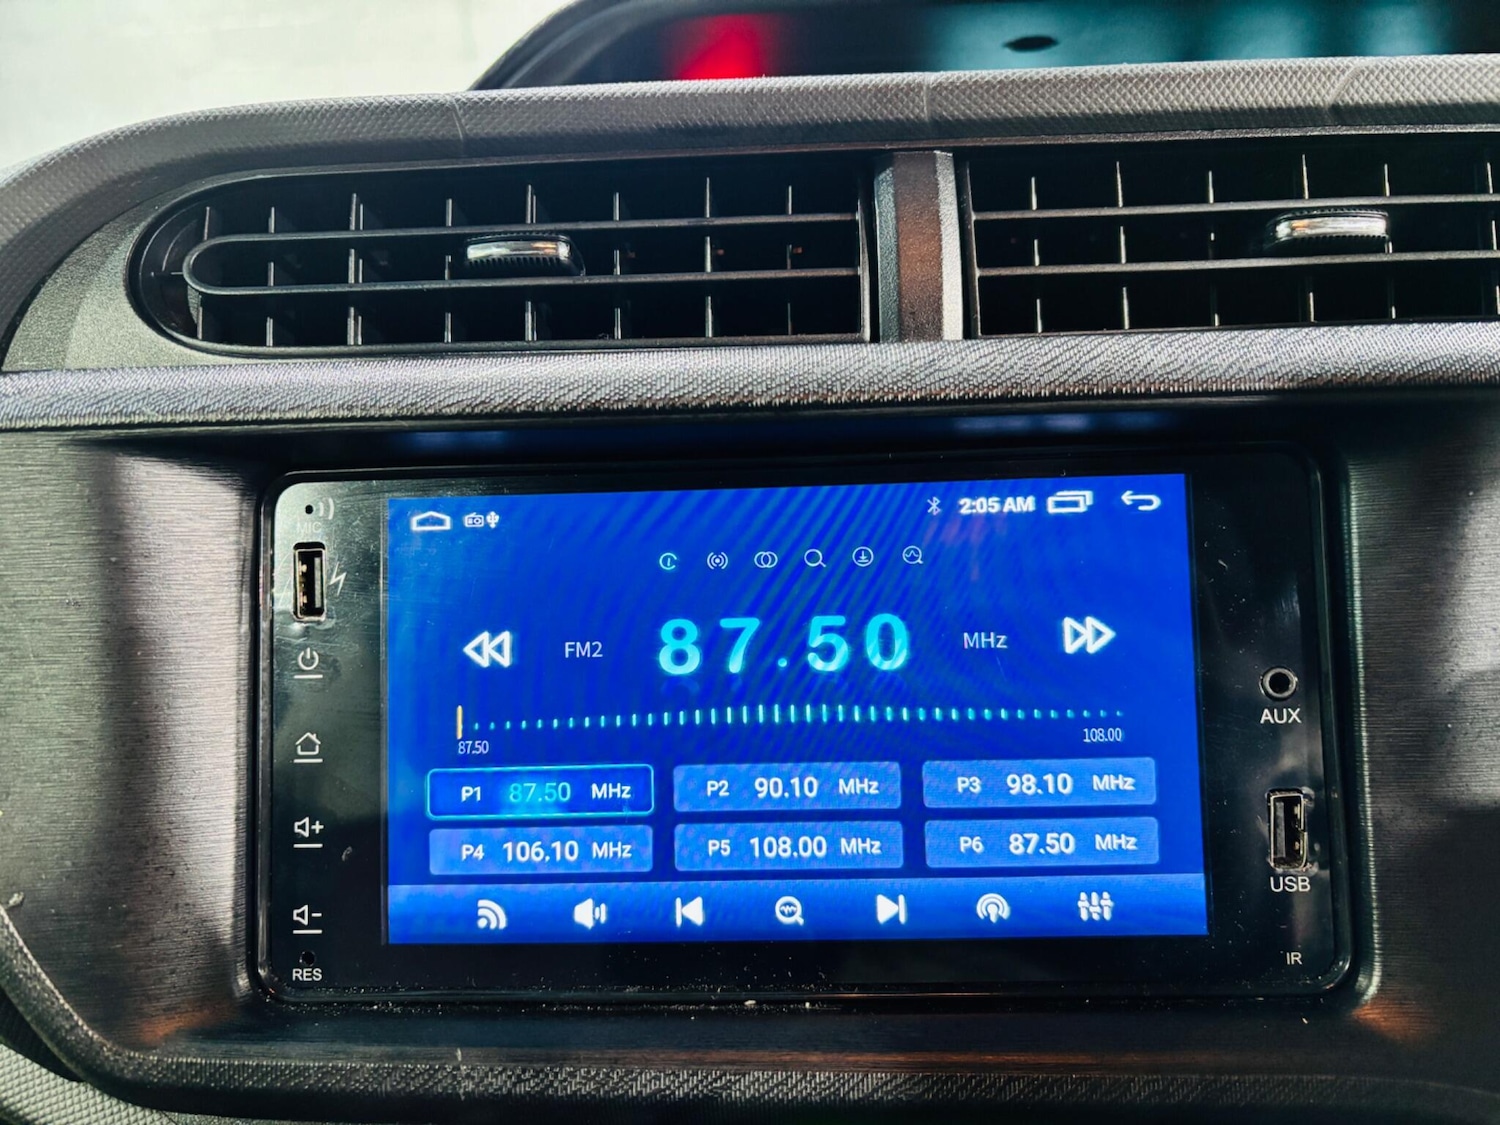 MIC
2:05 AM
FM2 87.50 MHz
87.50 108.00
P1 87.50 MHz P2 90.10 MHz P3 98.10 MHz
P4 106.10 MHz P5 108.00 MHz P6 87.50 MHz
AUX
USB
IR
RES